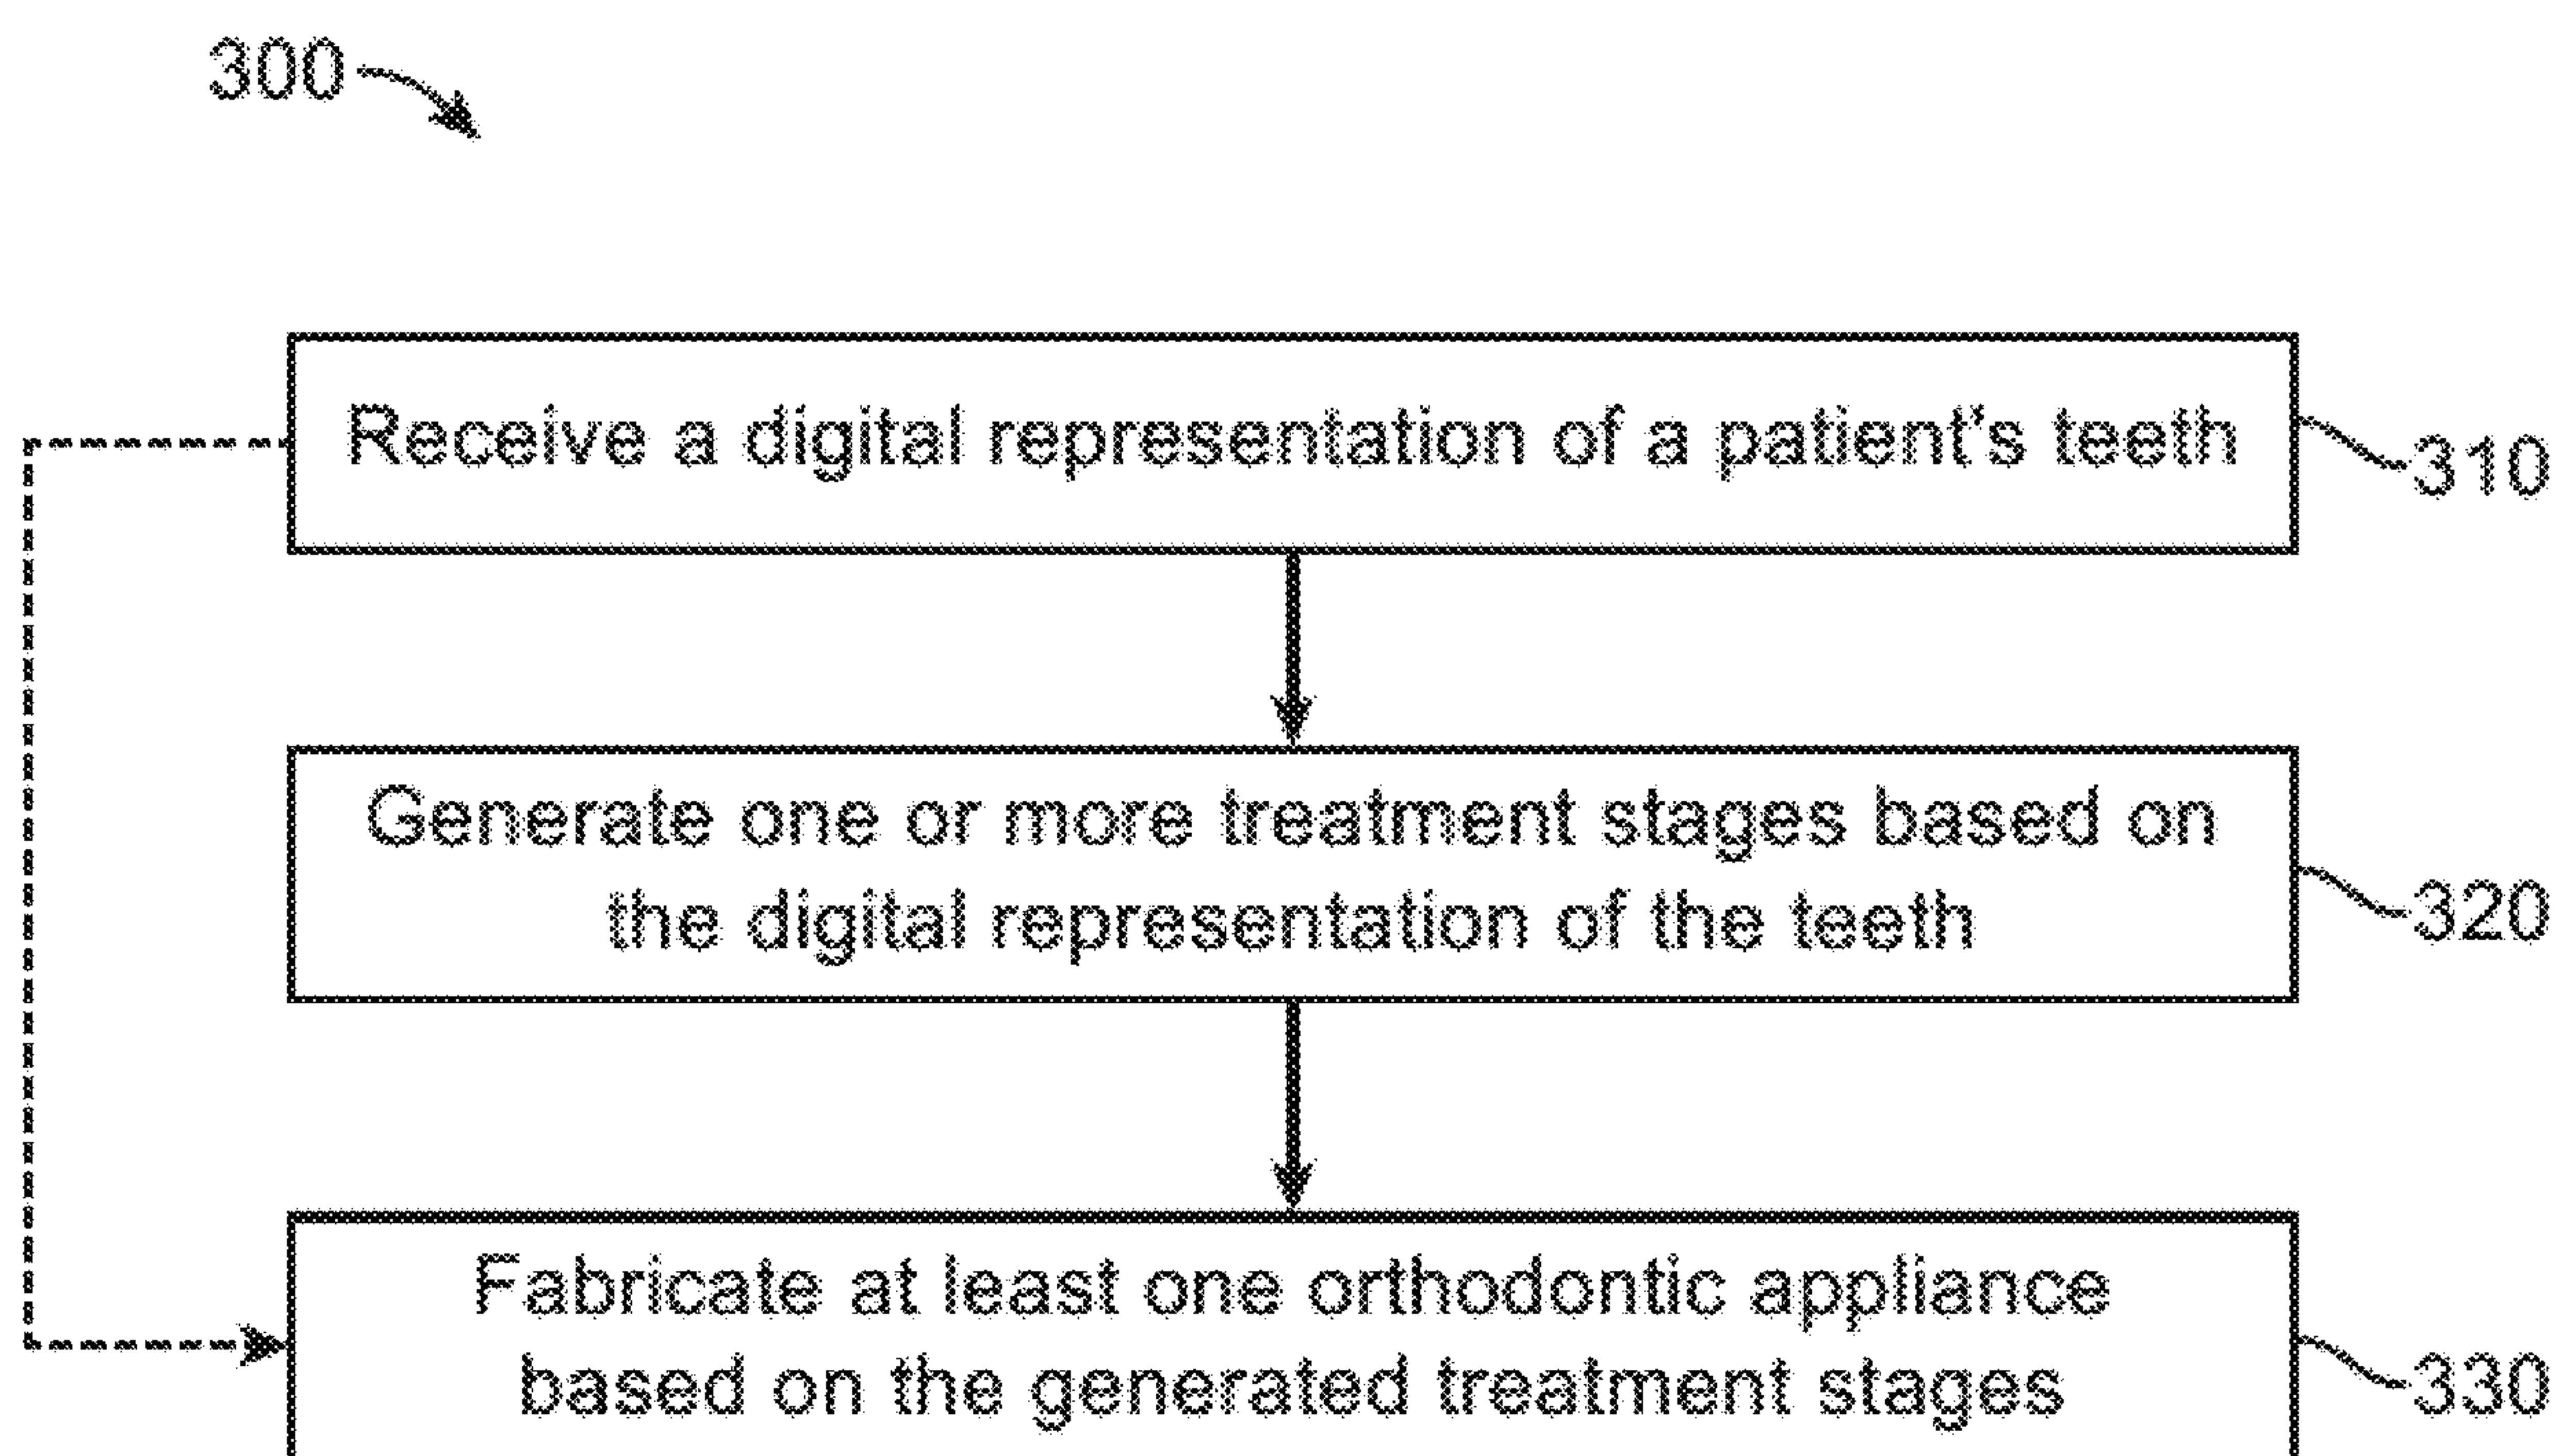 300
Receive a digital representation of a patient's teeth
310
Generate one or more treatment stages based on
the digital representation of the teeth
320
Fabricate at least one orthodontic appliance
based on the generated treatment stages
330